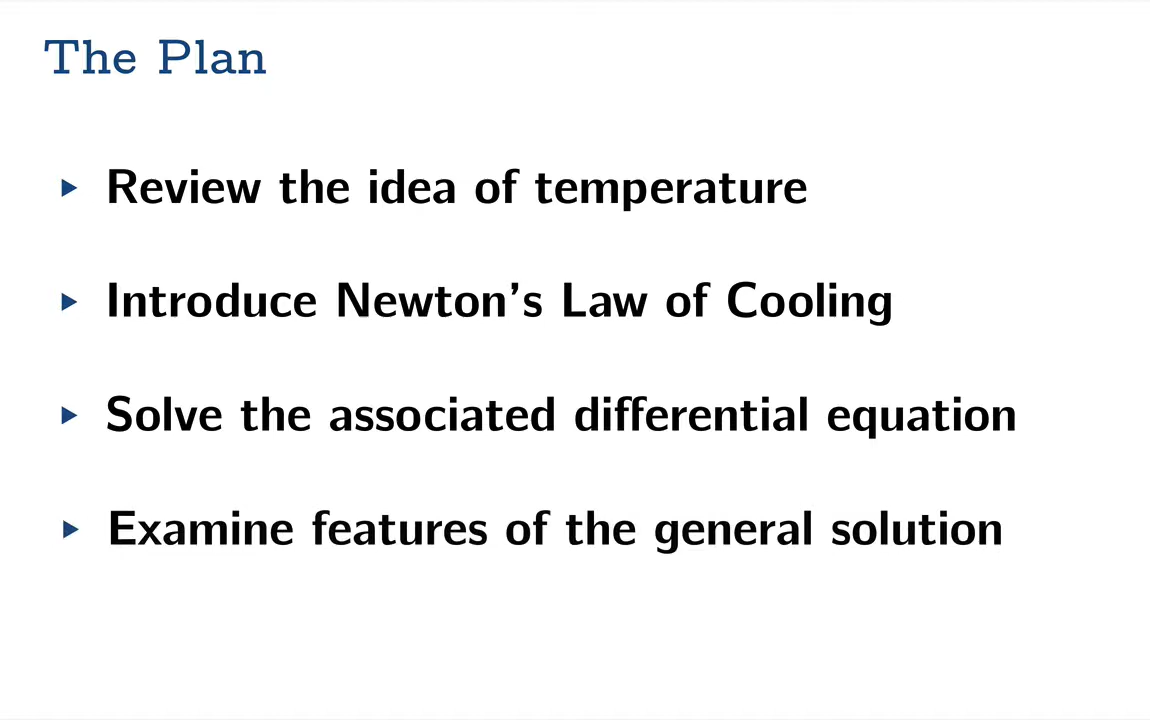 The Plan
Review the idea of temperature
Introduce Newton’s Law of Cooling
Solve the associated differential equation
Examine features of the general solution